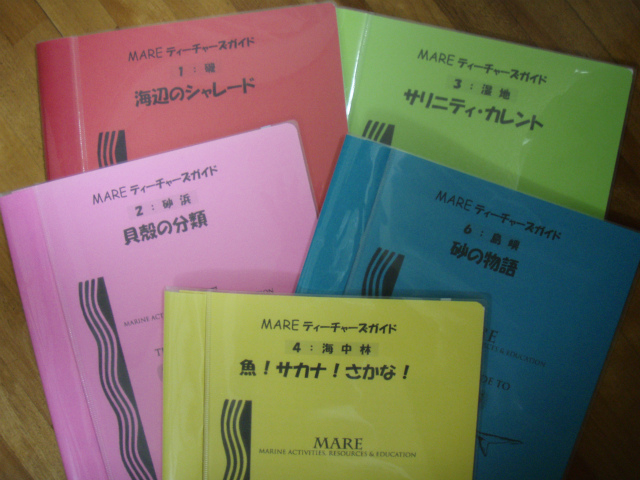 MARE ティーチャーズガイド
1：磯
海辺のシャレード
MARE ティーチャーズガイド
3：湿地
サリニティ・カレント
MARE ティーチャーズガイド
2：砂浜
貝殻の分類
MARINE ACTIV
MARE ティーチャーズガイド
6：島嶼
砂の物語
MARE
& EDUCATION
TO
MARE ティーチャーズガイド
4：海中林
魚！サカナ！さかな！
MARE
MARINE ACTIVITIES, RESOURCES & EDUCATION